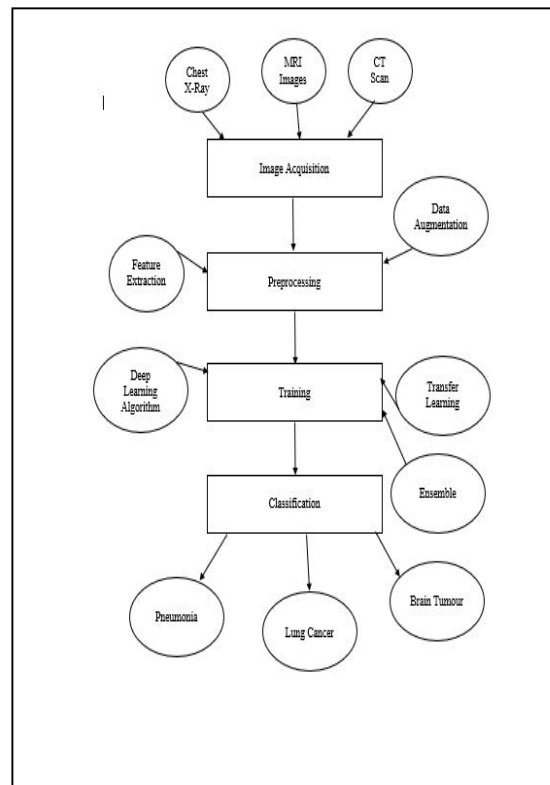 Chest
X-Ray
MRI
Images
CT
Scan
Image Acquisition
Data
Augmentation
Feature
Extraction
Preprocessing
Deep
Learning
Algorithm
Training
Transfer
Learning
Ensemble
Classification
Pneumonia
Lung Cancer
Brain Tumour